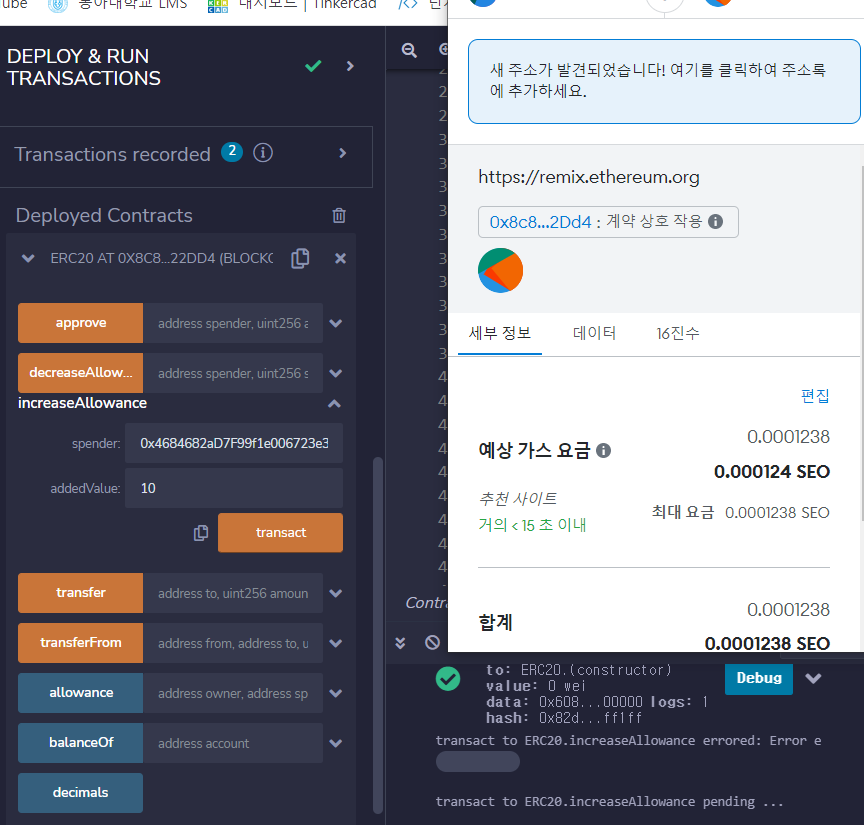 동아대학교 LMS
대시보드 | Tinkercad
DEPLOY & RUN
TRANSACTIONS
Transactions recorded 2
Deployed Contracts
ERC20 AT 0X8C8...22DD4 (BLOCKC
approve address spender, uint256 a
decreaseAllow... address spender, uint256 s
increaseAllowance
spender: 0x4684682aD7F99f1e006723e3
addedValue: 10
transact
transfer address to, uint256 amoun
transferFrom address from, address to, u
allowance address owner, address sp
balanceOf address account
decimals
새 주소가 발견되었습니다! 여기를 클릭하여 주소록
에 추가하세요.
https://remix.ethereum.org
0x8c8...2Dd4 : 계약 상호 작용
세부 정보 데이터 16진수
편집
0.0001238
예상 가스 요금
0.000124 SEO
추천 사이트
거의 < 15 초 이내
최대 요금 0.0001238 SEO
0.0001238
합계
0.0001238 SEO
Contra
to: ERC20.(constructor)
value: 0 wei
data: 0x608...00000 logs: 1
hash: 0x82d...ff1ff
Debug
transact to ERC20.increaseAllowance errored: Error e
transact to ERC20.increaseAllowance pending ...